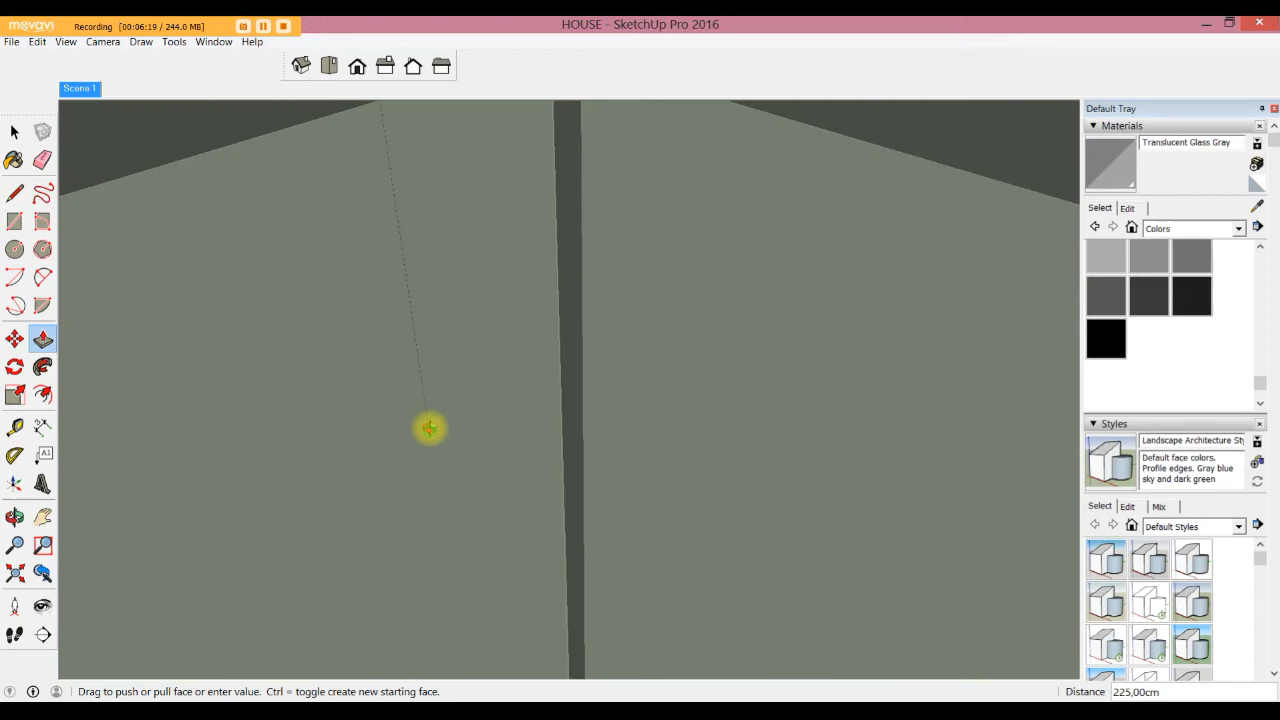 movavi
Recording [00:06:19 / 244.0 MB]
HOUSE - SketchUp Pro 2016
File Edit View Camera Draw Tools Window Help
Scene 1
Default Tray
Materials
Translucent Glass Gray
Select Edit
Colors
A1
Styles
Landscape Architecture Sty
Default face colors.
Profile edges. Gray blue
sky and dark green
Select Edit Mix
Default Styles
Drag to push or pull face or enter value. Ctrl = toggle create new starting face.
Distance 225,00cm